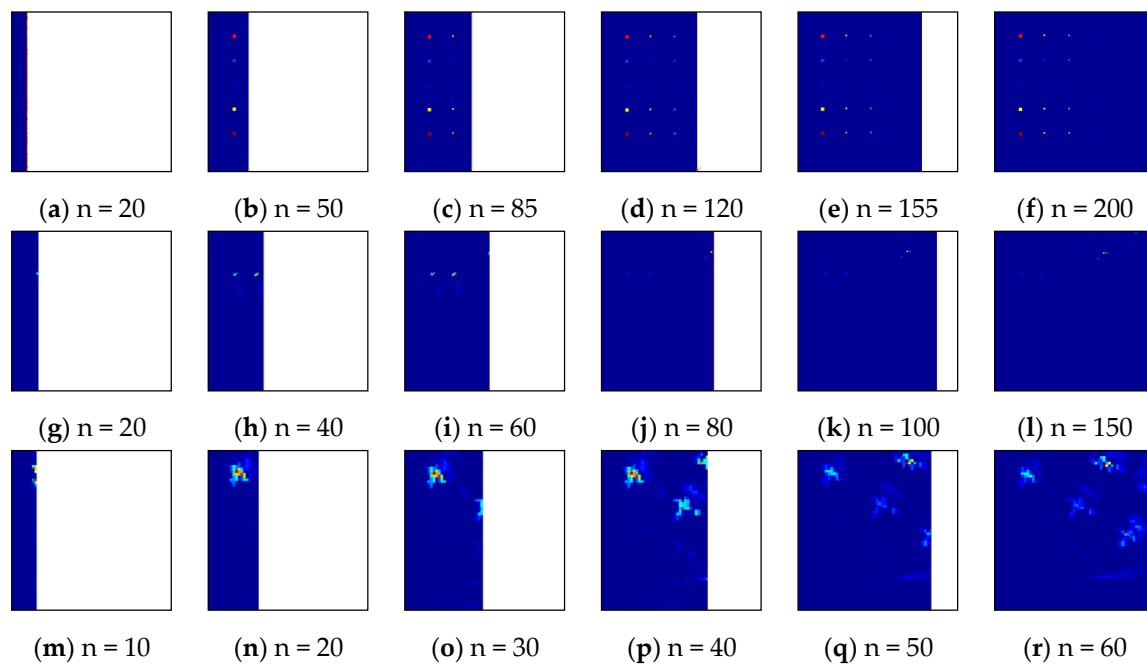 (a) n = 20 (b) n = 50 (c) n = 85 (d) n = 120 (e) n = 155 (f) n = 200
(g) n = 20 (h) n = 40 (i) n = 60 (j) n = 80 (k) n = 100 (l) n = 150
(m) n = 10 (n) n = 20 (o) n = 30 (p) n = 40 (q) n = 50 (r) n = 60